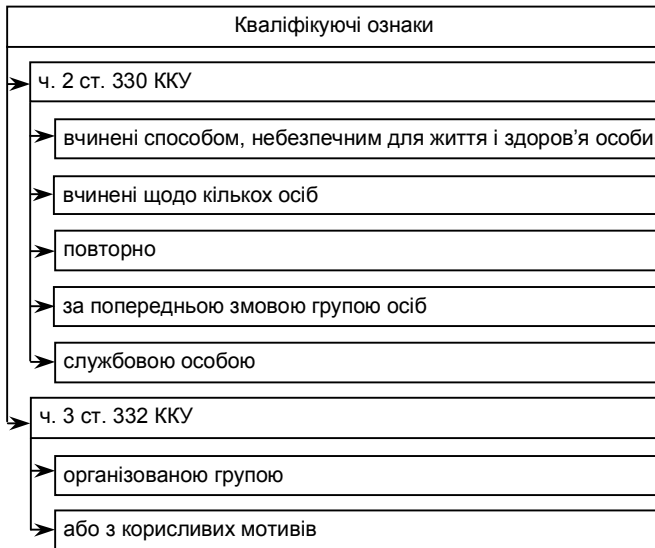 Кваліфікуючі ознаки
ч. 2 ст. 330 ККУ
вчинені способом, небезпечним для життя і здоров’я особи
вчинені щодо кількох осіб
повторно
за попередньою змовою групою осіб
службовою особою
ч. 3 ст. 332 ККУ
організованою групою
або з корисливих мотивів